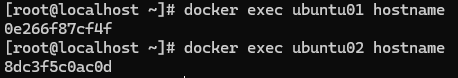 [root@localhost ~]# docker exec ubuntu01 hostname
0e266f87cf4f
[root@localhost ~]# docker exec ubuntu02 hostname
8dc3f5c0ac0d